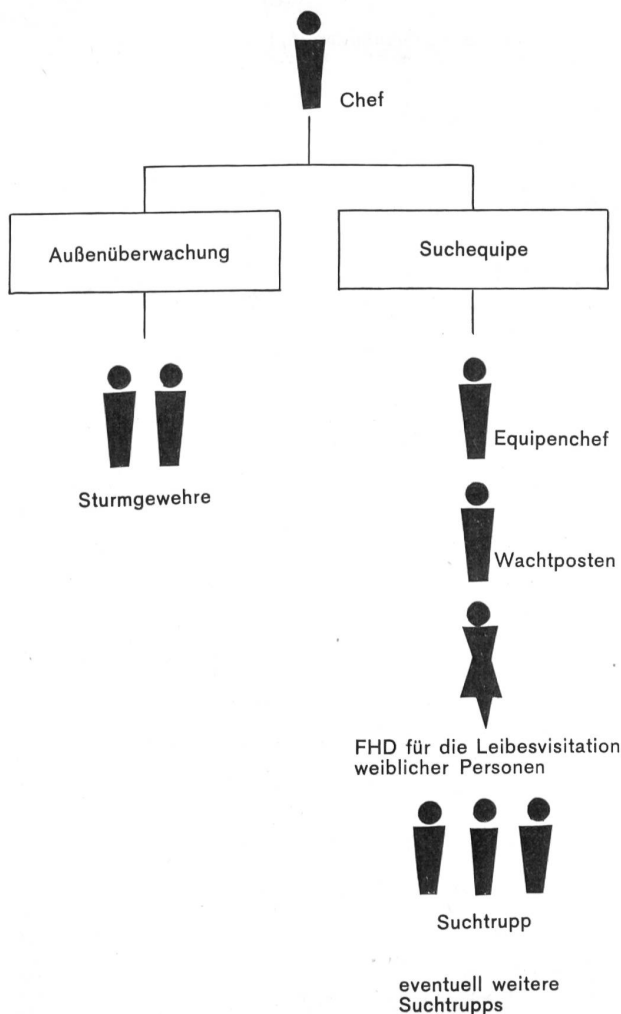 Chef
Außenüberwachung
Suchequipe
Sturmgewehre
Equipenchef
Wachtposten
FHD für die Leibesvisitation
weiblicher Personen
Suchtrupp
eventuell weitere
Suchtrupps